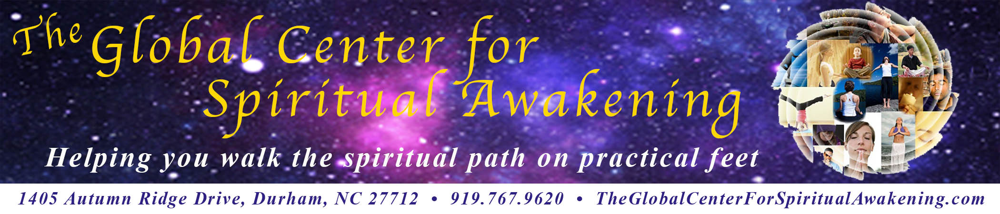 The Global Center for
Spiritual Awakening
Helping you walk the spiritual path on practical feet
1405 Autumn Ridge Drive, Durham, NC 27712 • 919.767.9620 • TheGlobalCenterForSpiritualAwakening.com